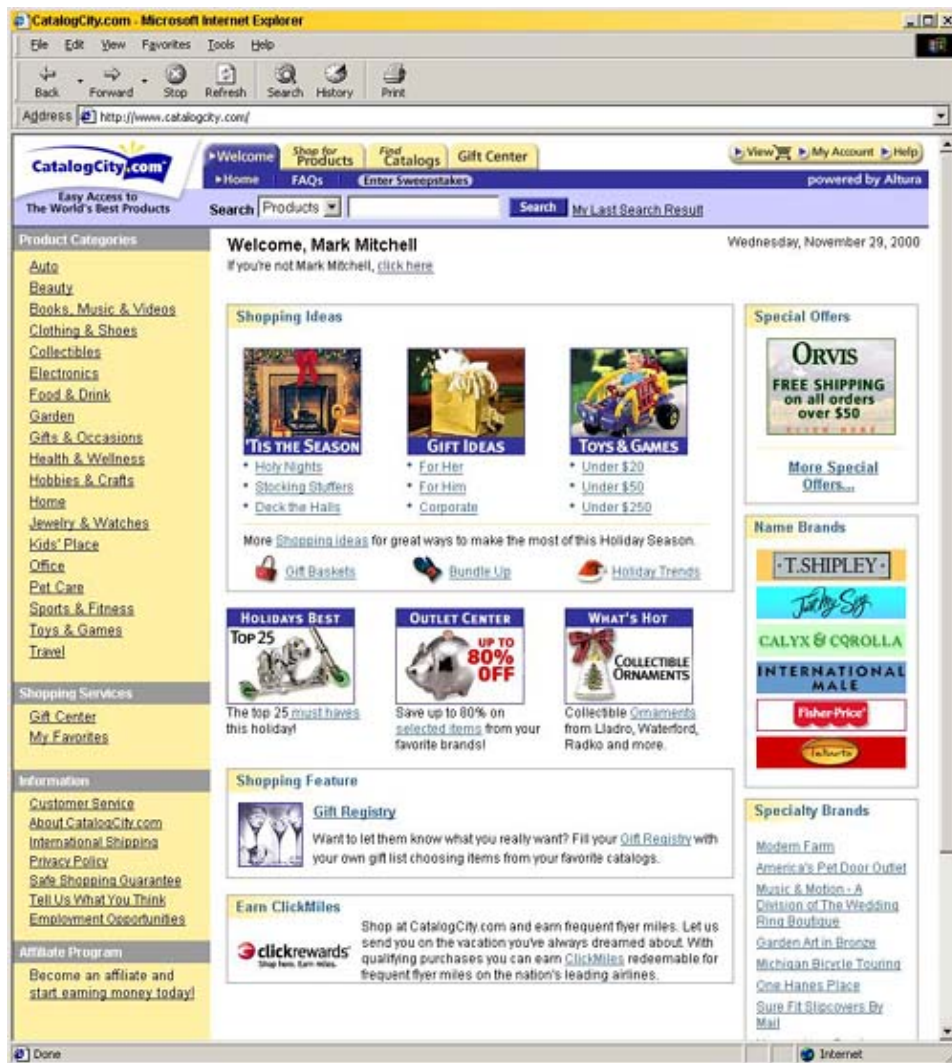 CatalogCity.com - Microsoft Internet Explorer
File Edit View Favorites Tools Help
Back Forward Stop Refresh Search History Print
Address http://www.catalogcity.com/
CatalogCity.com
Easy Access to
The World's Best Products
Welcome Shop for Products Find Catalogs Gift Center
View My Account Help
Home FAQs Enter Sweepstakes powered by Altura
Search Products Search My Last Search Result
Product Categories
Auto
Beauty
Books, Music & Videos
Clothing & Shoes
Collectibles
Electronics
Food & Drink
Garden
Gifts & Occasions
Health & Wellness
Hobbies & Crafts
Home
Jewelry & Watches
Kids' Place
Office
Pet Care
Sports & Fitness
Toys & Games
Travel
Shopping Services
Gift Center
My Favorites
Information
Customer Service
About CatalogCity.com
International Shipping
Privacy Policy
Safe Shopping Guarantee
Tell Us What You Think
Employment Opportunities
Affiliate Program
Become an affiliate and
start earning money today!
Welcome, Mark Mitchell
Wednesday, November 29, 2000
If you're not Mark Mitchell, click here
Shopping Ideas
'TIS THE SEASON
Holy Nights
Stocking Stuffers
Deck the Halls
GIFT IDEAS
For Her
For Him
Corporate
TOYS & GAMES
Under $20
Under $50
Under $250
More Shopping ideas for great ways to make the most of this Holiday Season.
Gift Baskets Bundle Up Holiday Trends
HOLIDAYS BEST
TOP 25
The top 25 must haves
this holiday!
OUTLET CENTER
UP TO
80%
OFF
Save up to 80% on
selected items from your
favorite brands!
WHAT'S HOT
COLLECTIBLE
ORNAMENTS
Collectible Ornaments
from Lladro, Waterford,
Radko and more.
Shopping Feature
Gift Registry
Want to let them know what you really want? Fill your Gift Registry with
your own gift list choosing items from your favorite catalogs.
Earn ClickMiles
clickrewards
Shop here. Earn miles.
Shop at CatalogCity.com and earn frequent flyer miles. Let us
send you on the vacation you've always dreamed about. With
qualifying purchases you can earn ClickMiles redeemable for
frequent flyer miles on the nation's leading airlines.
Special Offers
ORVIS
FREE SHIPPING
on all orders
over $50
CLICK HERE
More Special
Offers...
Name Brands
T.SHIPLEY
CALYX & COROLLA
INTERNATIONAL
MALE
Fisher-Price
Specialty Brands
Modern Farm
America's Pet Door Outlet
Music & Motion - A
Division of The Wedding
Ring Boutique
Garden Art in Bronze
Michigan Bicycle Touring
One Hanes Place
Sure Fit Slipcovers By
Mail
Done
Internet